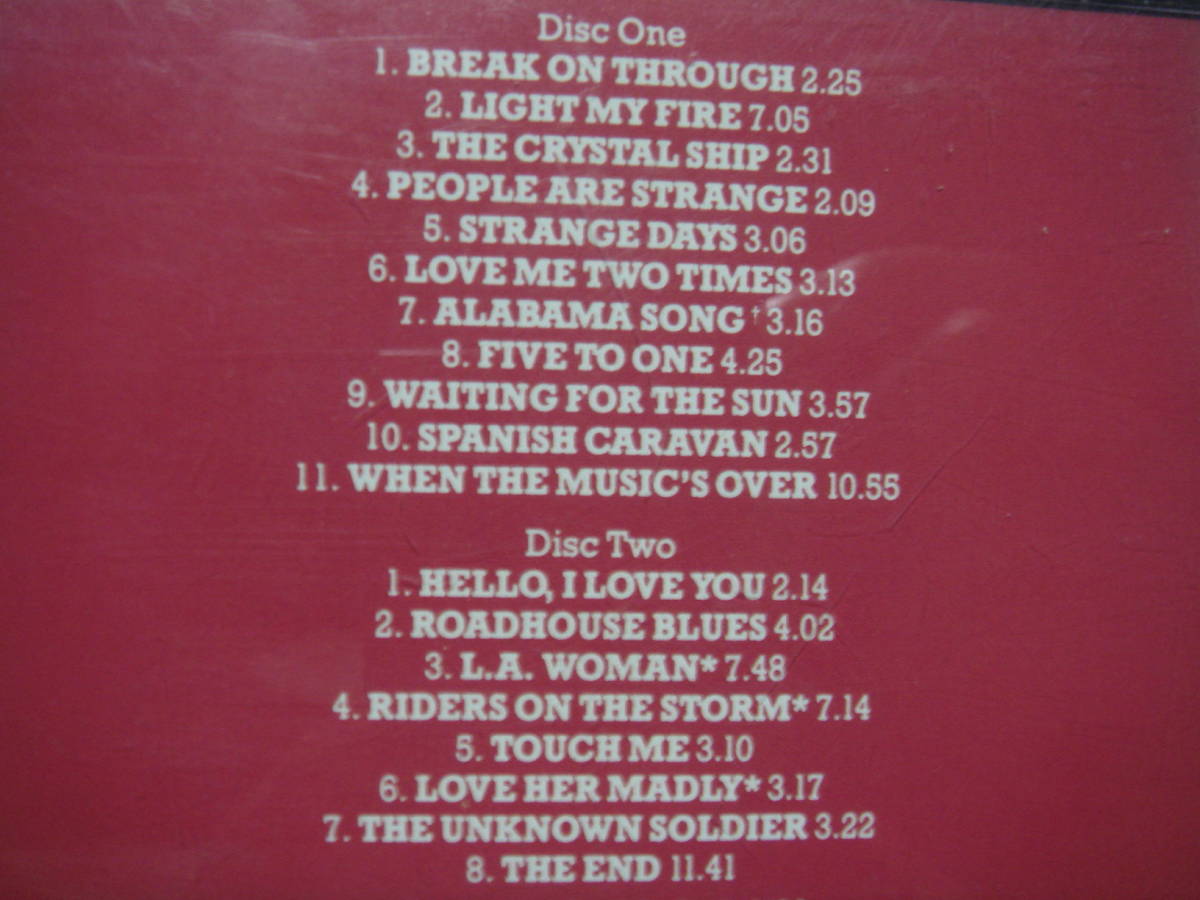 Disc One
1. BREAK ON THROUGH 2.25
2. LIGHT MY FIRE 7.05
3. THE CRYSTAL SHIP 2.31
4. PEOPLE ARE STRANGE 2.09
5. STRANGE DAYS 3.06
6. LOVE ME TWO TIMES 3.13
7. ALABAMA SONG † 3.16
8. FIVE TO ONE 4.25
9. WAITING FOR THE SUN 3.57
10. SPANISH CARAVAN 2.57
11. WHEN THE MUSIC'S OVER 10.55
Disc Two
1. HELLO, I LOVE YOU 2.14
2. ROADHOUSE BLUES 4.02
3. L.A. WOMAN* 7.48
4. RIDERS ON THE STORM* 7.14
5. TOUCH ME 3.10
6. LOVE HER MADLY* 3.17
7. THE UNKNOWN SOLDIER 3.22
8. THE END 11.41